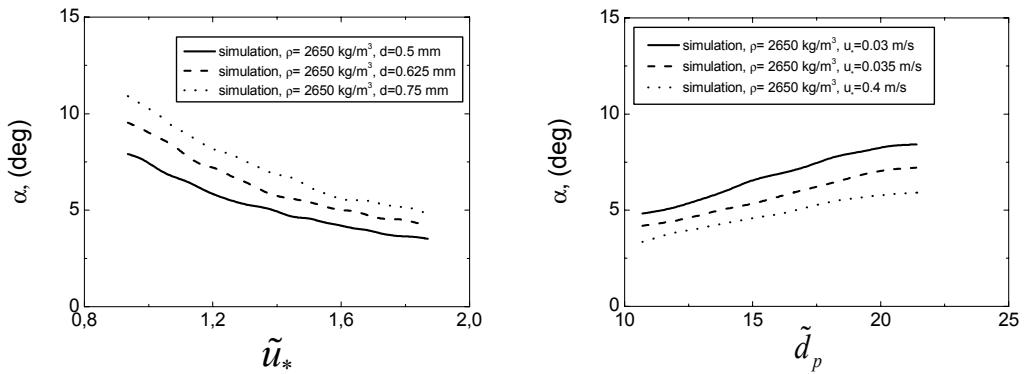 15
10
5
0
α, (deg)
simulation, ρ= 2650 kg/m³, d=0.5 mm
simulation, ρ= 2650 kg/m³, d=0.625 mm
simulation, ρ= 2650 kg/m³, d=0.75 mm
0,8 1,2 1,6 2,0
ũ*
15
10
5
0
α, (deg)
simulation, ρ= 2650 kg/m³, u*=0.03 m/s
simulation, ρ= 2650 kg/m³, u*=0.035 m/s
simulation, ρ= 2650 kg/m³, u*=0.4 m/s
10 15 20 25
d̃p